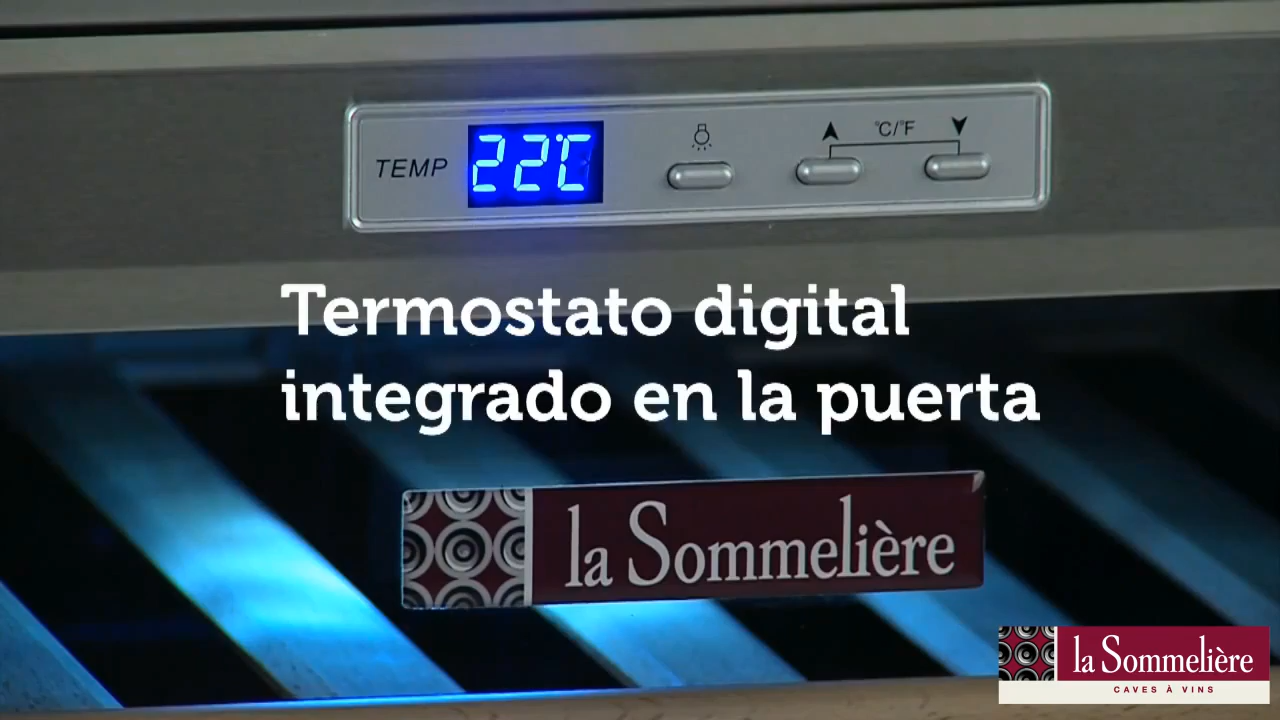 TEMP 22°C °C/°F
Termostato digital
integrado en la puerta
la Sommelière
la Sommelière
CAVES À VINS